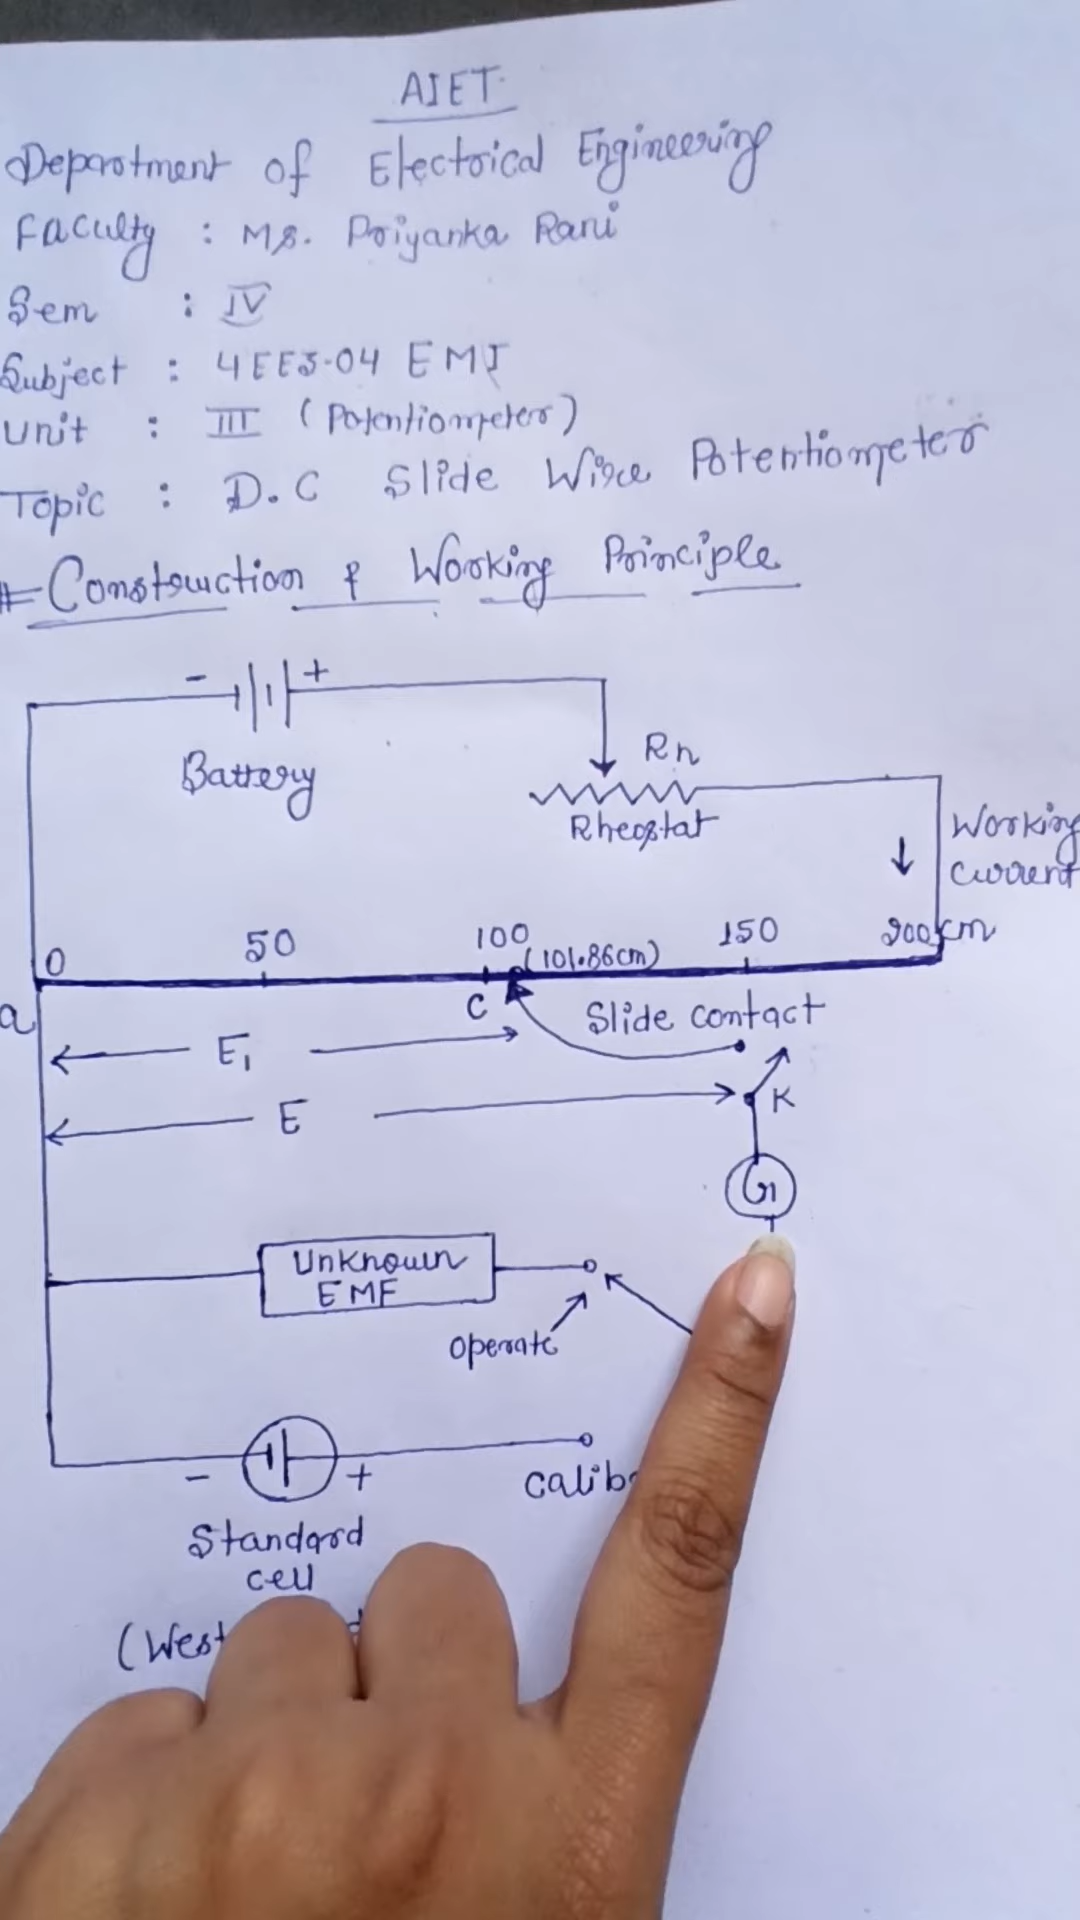 AIET
Department of Electrical Engineering
Faculty : Ms. Priyanka Rani
Sem : IV
Subject : 4EE3-04 EMI
Unit : III (Potentiometer)
Topic : D.C Slide Wire Potentiometer
# Construction & Working Principle
- +
Battery
Rh
Rheostat
Working
Current
0 50 100 (101.86cm) 150 200cm
a
C
Slide contact
E1
E
K
G
Unknown
EMF
Operate
- +
Standard
cell